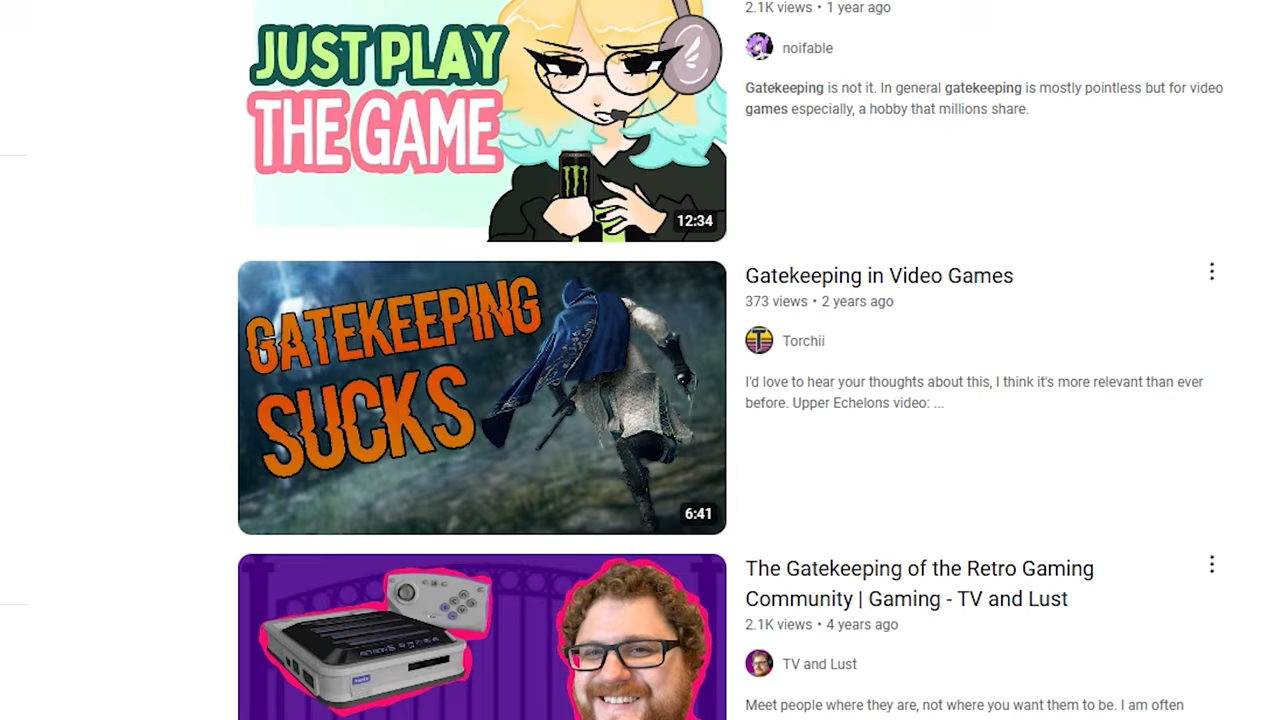 2.1K views • 1 year ago
JUST PLAY
THE GAME
noifable
Gatekeeping is not it. In general gatekeeping is mostly pointless but for video
games especially, a hobby that millions share.
12:34
GATEKEEPING
SUCKS
6:41
Gatekeeping in Video Games
373 views • 2 years ago
Torchii
I'd love to hear your thoughts about this, I think it's more relevant than ever
before. Upper Echelons video: ...
The Gatekeeping of the Retro Gaming
Community | Gaming - TV and Lust
2.1K views • 4 years ago
TV and Lust
Meet people where they are, not where you want them to be. I am often